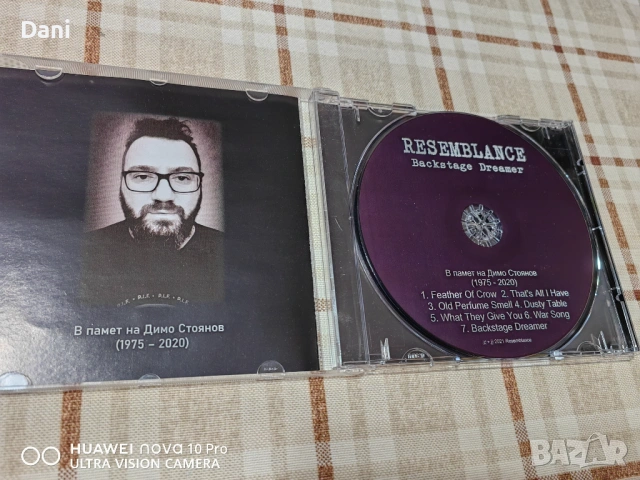 Dani
R.I.P. • R.I.P. • R.I.P. • R.I.P.
В памет на Димо Стоянов
(1975 – 2020)
RESEMBLANCE
Backstage Dreamer
В памет на Димо Стоянов
(1975 - 2020)
1. Feather Of Crow 2. That's All I Have
3. Old Perfume Smell 4. Dusty Table
5. What They Give You 6. War Song
7. Backstage Dreamer
2021 Resemblance
HUAWEI nova 10 Pro
ULTRA VISION CAMERA
BAZAR